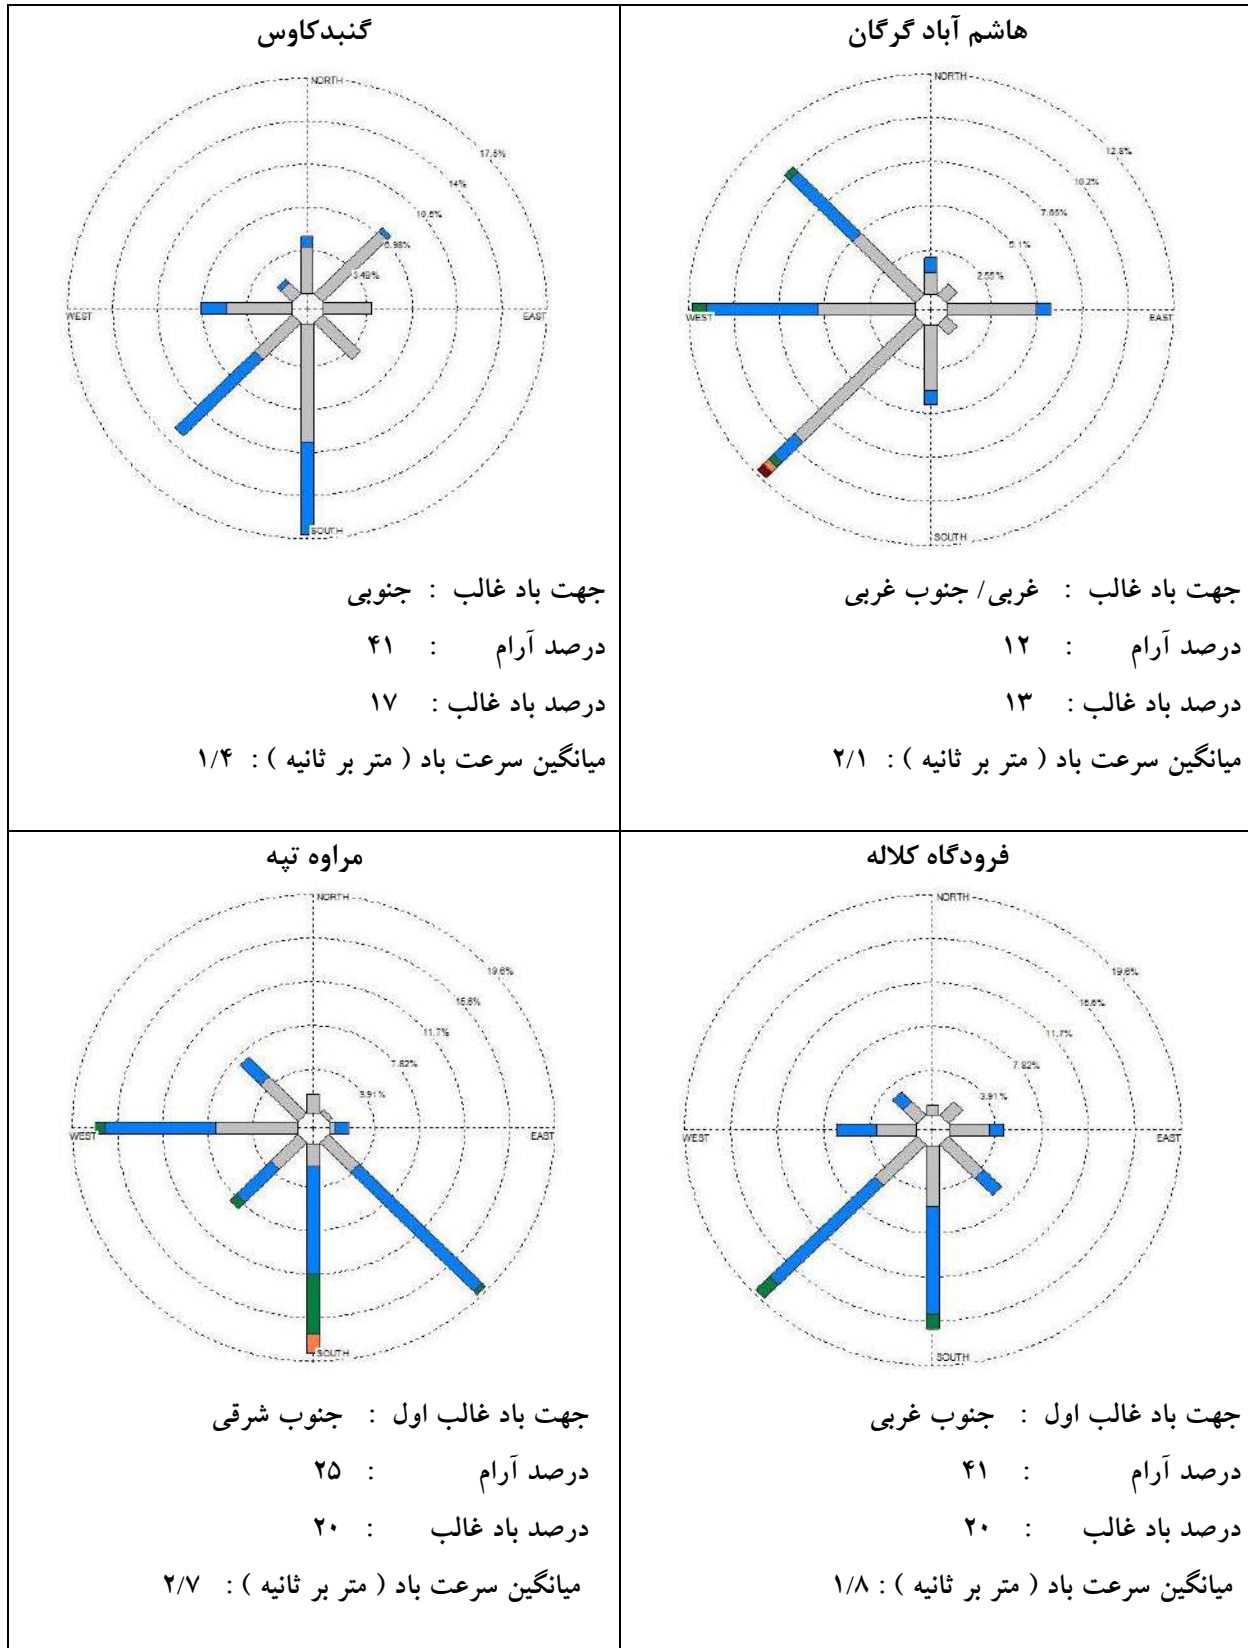 هاشم آباد گرگان
NORTH
12.8%
10.2%
7.65%
5.1%
2.55%
WEST
EAST
SOUTH
جهت باد غالب : غربی/ جنوب غربی
درصد آرام : ۱۲
درصد باد غالب : ۱۳
میانگین سرعت باد ( متر بر ثانیه ) : ۲/۱
گنبدکاوس
NORTH
17.5%
14%
10.5%
6.98%
3.49%
WEST
EAST
SOUTH
جهت باد غالب : جنوبی
درصد آرام : ۴۱
درصد باد غالب : ۱۷
میانگین سرعت باد ( متر بر ثانیه ) : ۱/۴
فرودگاه کلاله
NORTH
19.6%
15.6%
11.7%
7.82%
3.91%
WEST
EAST
SOUTH
جهت باد غالب اول : جنوب غربی
درصد آرام : ۴۱
درصد باد غالب : ۲۰
میانگین سرعت باد ( متر بر ثانیه ) : ۱/۸
مراوه تپه
NORTH
19.6%
15.6%
11.7%
7.82%
3.91%
WEST
EAST
SOUTH
جهت باد غالب اول : جنوب شرقی
درصد آرام : ۲۵
درصد باد غالب : ۲۰
میانگین سرعت باد ( متر بر ثانیه ) : ۲/۷